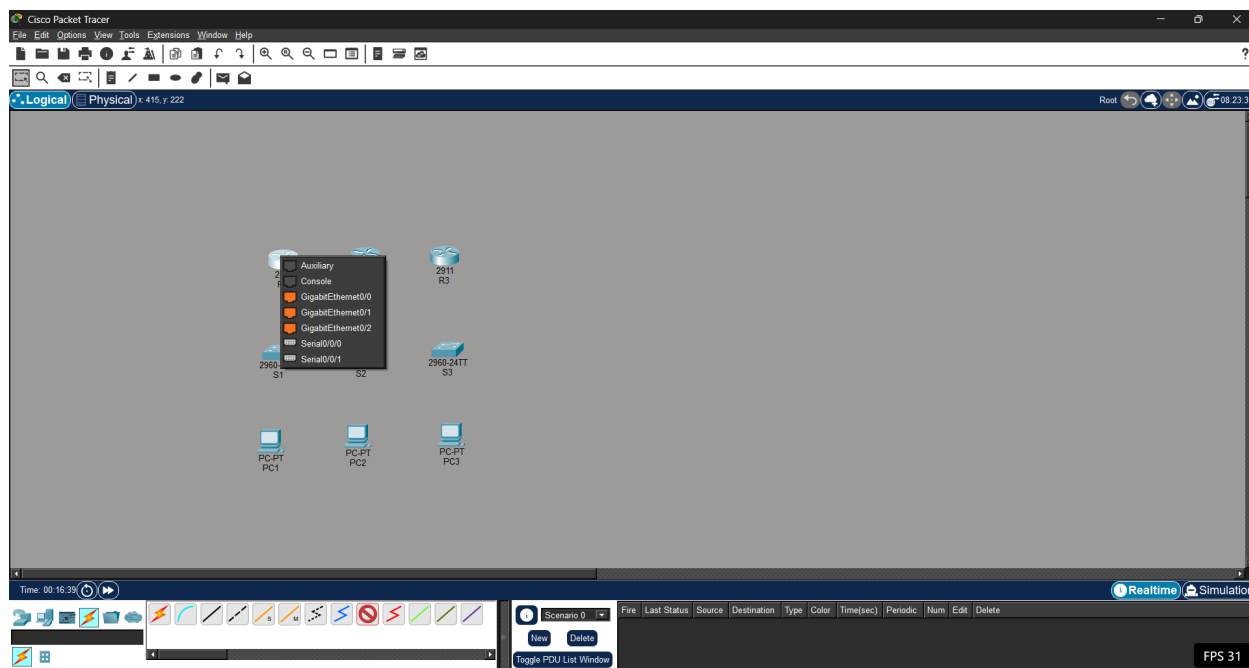 Cisco Packet Tracer
File Edit Options View Tools Extensions Window Help
?
Logical Physical x: 415, y: 222 Root 08:23:3
2911
R3
Auxiliary
Console
GigabitEthernet0/0
GigabitEthernet0/1
GigabitEthernet0/2
Serial0/0/0
Serial0/0/1
2960-
S1
S2
2960-24TT
S3
PC-PT
PC1
PC-PT
PC2
PC-PT
PC3
Time: 00:16:39 Realtime Simulation
S M
Scenario 0
New Delete
Toggle PDU List Window
Fire Last Status Source Destination Type Color Time(sec) Periodic Num Edit Delete
FPS 31